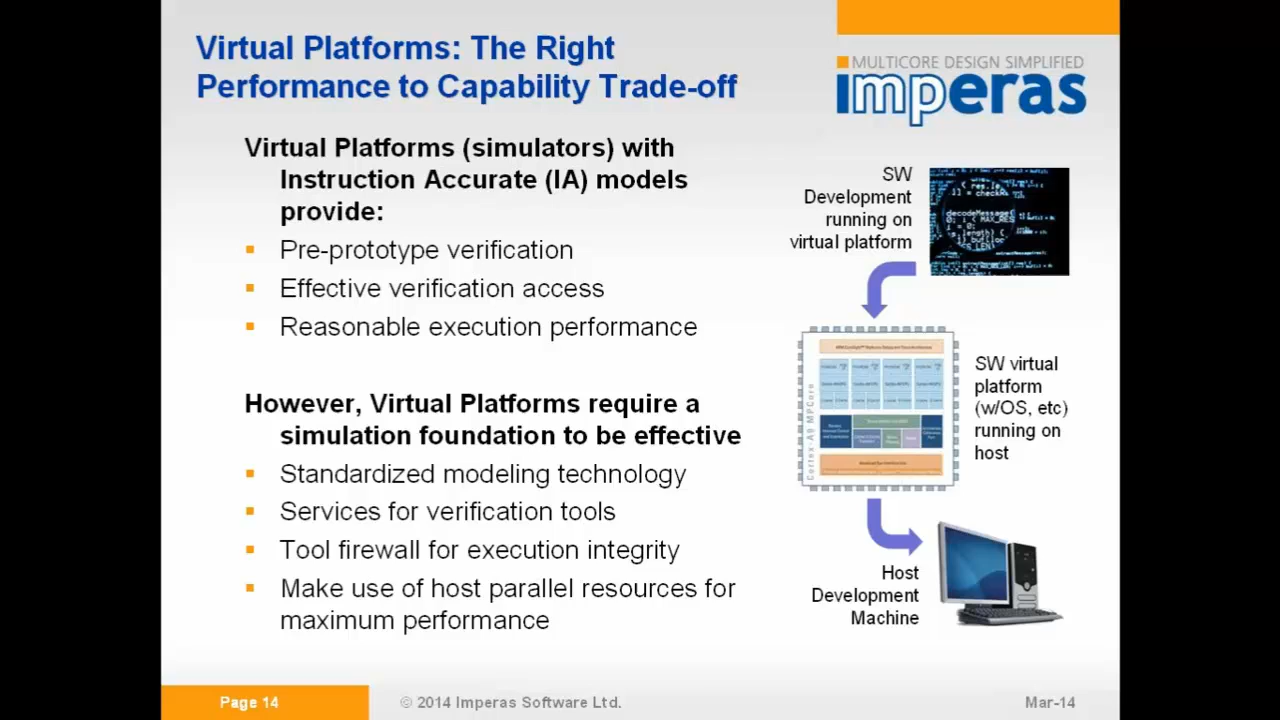 Virtual Platforms: The Right
Performance to Capability Trade-off
MULTICORE DESIGN SIMPLIFIED
imperas
Virtual Platforms (simulators) with
Instruction Accurate (IA) models
provide:
▪ Pre-prototype verification
▪ Effective verification access
▪ Reasonable execution performance
However, Virtual Platforms require a
simulation foundation to be effective
▪ Standardized modeling technology
▪ Services for verification tools
▪ Tool firewall for execution integrity
▪ Make use of host parallel resources for
maximum performance
SW
Development
running on
virtual platform
decodeMessage(
Cortex-A9 MPCore
SW virtual
platform
(w/OS, etc)
running on
host
Host
Development
Machine
Page 14
© 2014 Imperas Software Ltd.
Mar-14